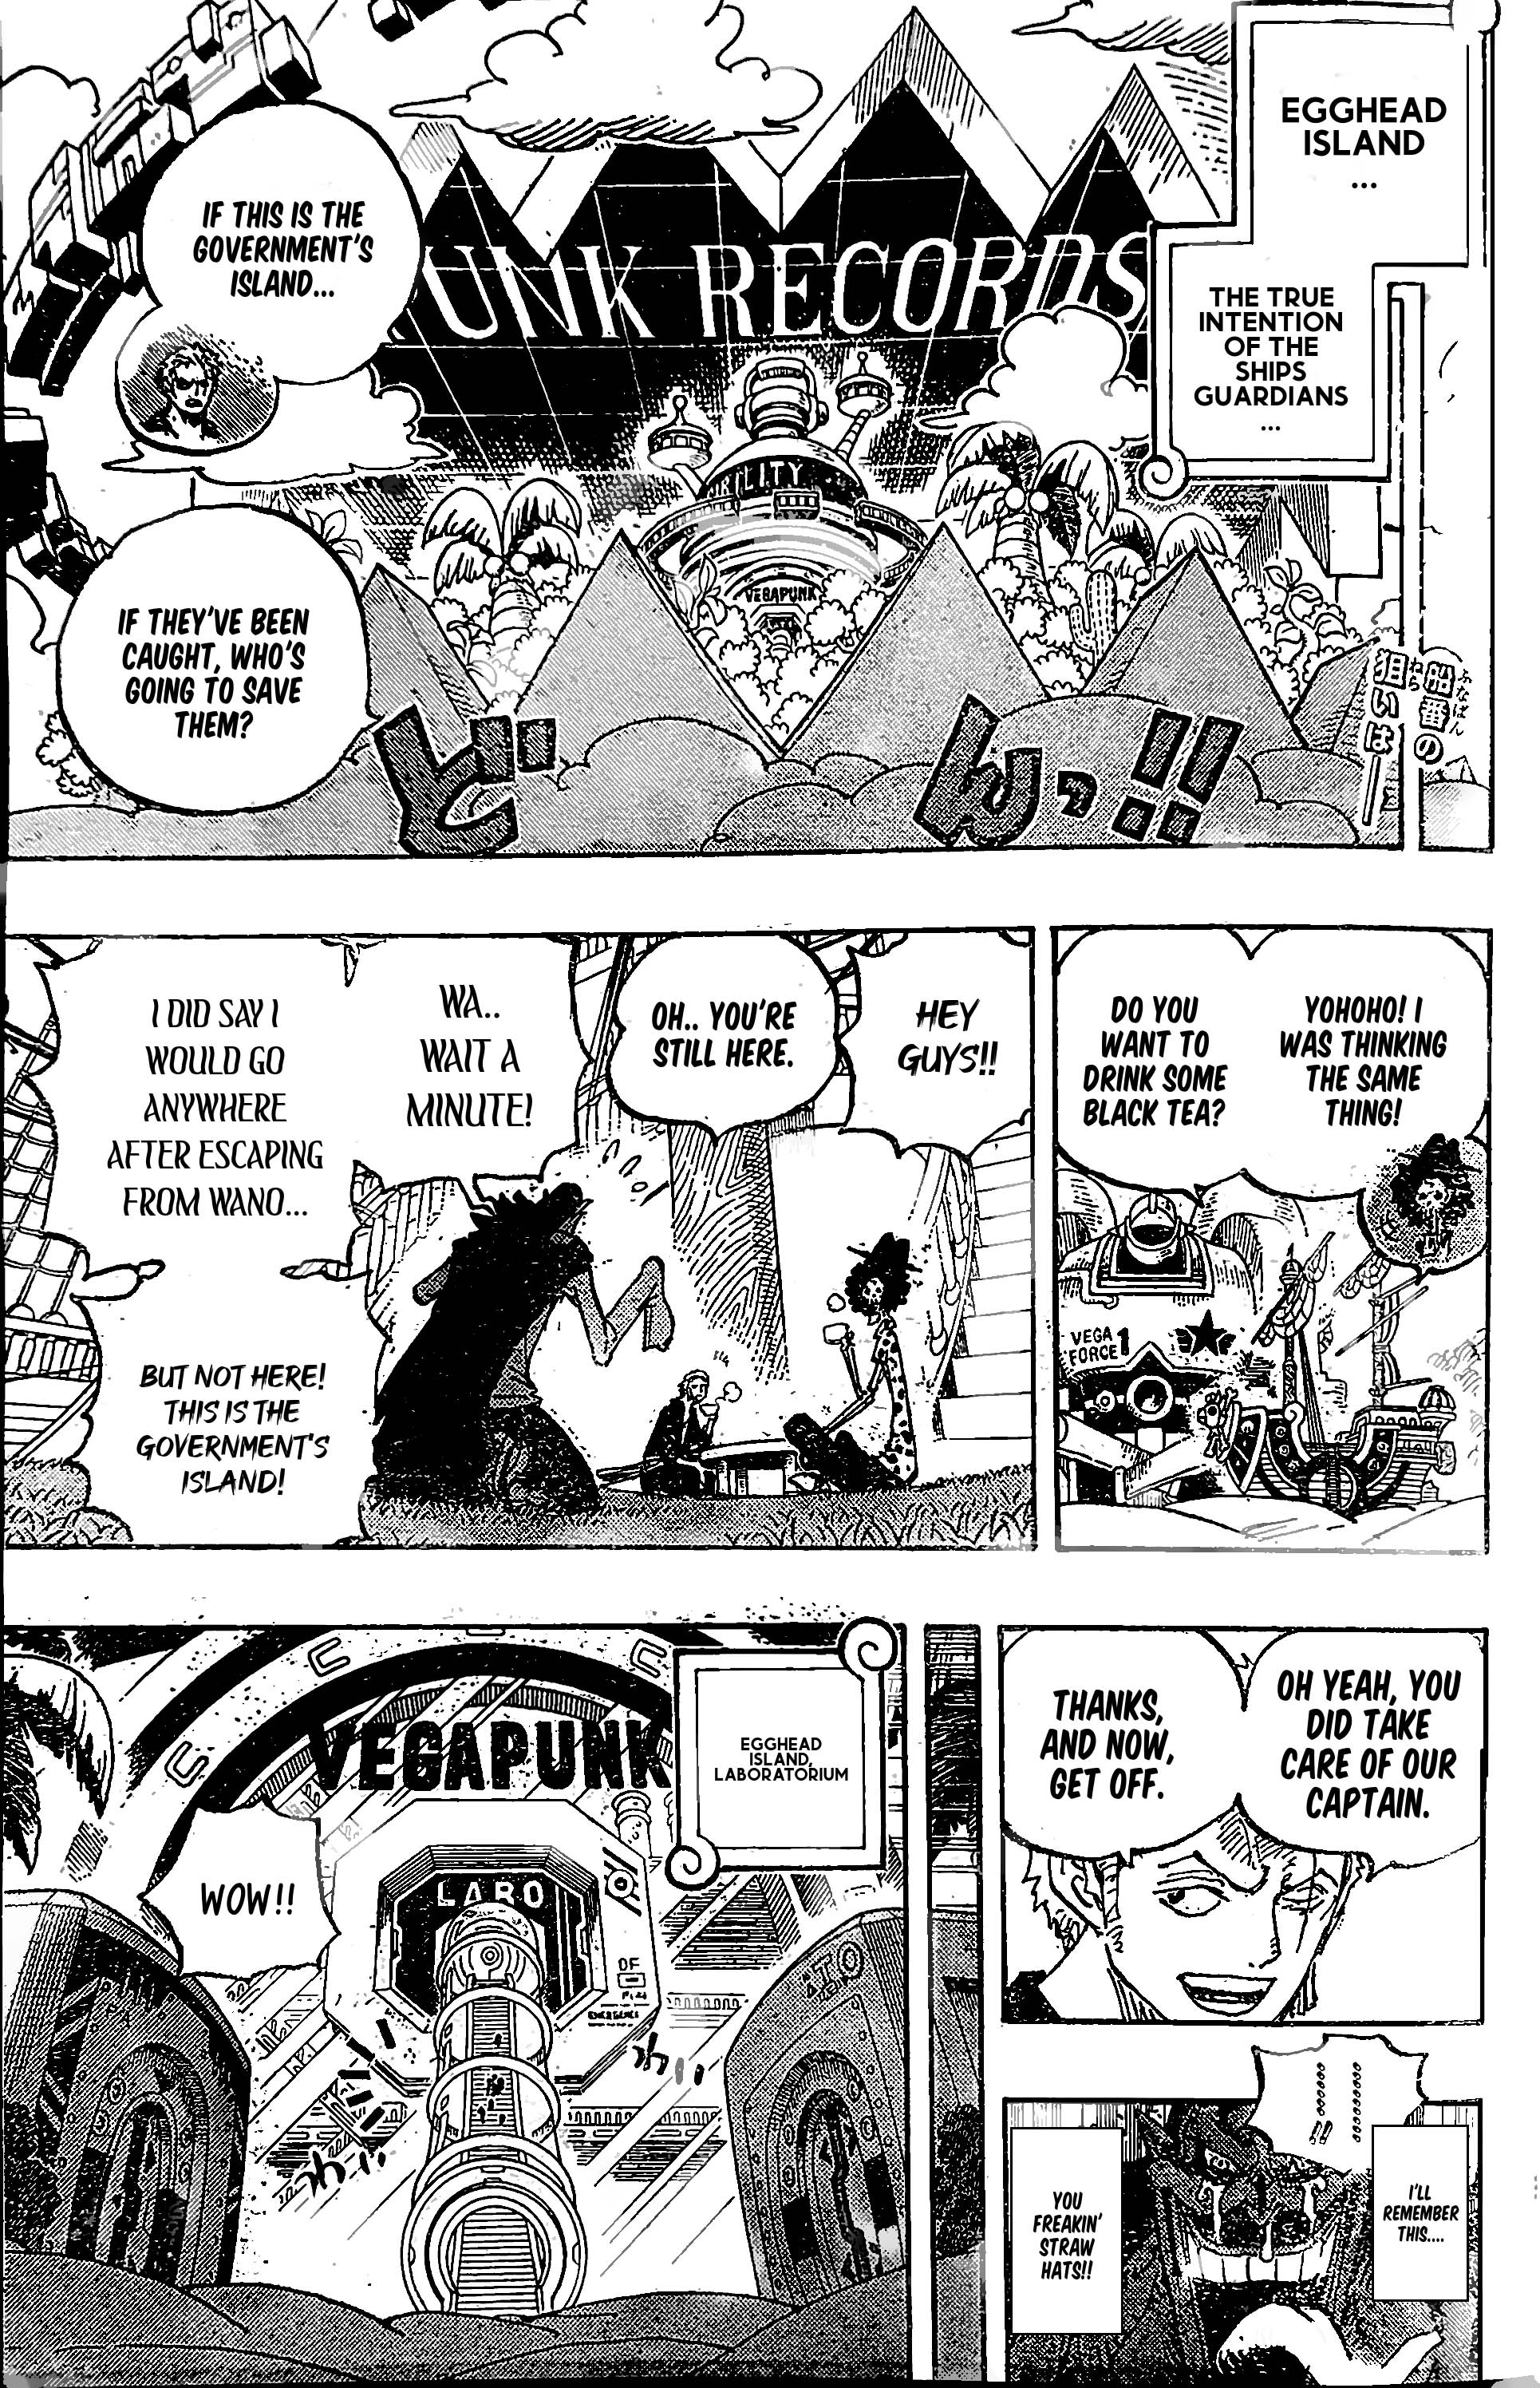 EGGHEAD
ISLAND
...
THE TRUE
INTENTION
OF THE
SHIPS
GUARDIANS
...
IF THIS IS THE
GOVERNMENT'S
ISLAND...
UNK RECORDS
BILITY
VEGAPUNK
IF THEY'VE BEEN
CAUGHT, WHO'S
GOING TO SAVE
THEM?
船番の
狙いは──
どんっ!!
YOHOHO! I
WAS THINKING
THE SAME
THING!
DO YOU
WANT TO
DRINK SOME
BLACK TEA?
VEGA
FORCE 1
HEY
GUYS!!
OH.. YOU'RE
STILL HERE.
WA..
WAIT A
MINUTE!
I DID SAY I
WOULD GO
ANYWHERE
AFTER ESCAPING
FROM WANO...
BUT NOT HERE!
THIS IS THE
GOVERNMENT'S
ISLAND!
OH YEAH, YOU
DID TAKE
CARE OF OUR
CAPTAIN.
THANKS,
AND NOW,
GET OFF.
I'LL
REMEMBER
THIS....
YOU
FREAKIN'
STRAW
HATS!!
EGGHEAD
ISLAND,
LABORATORIUM
VEGAPUNK
WOW!!
LABO
OF